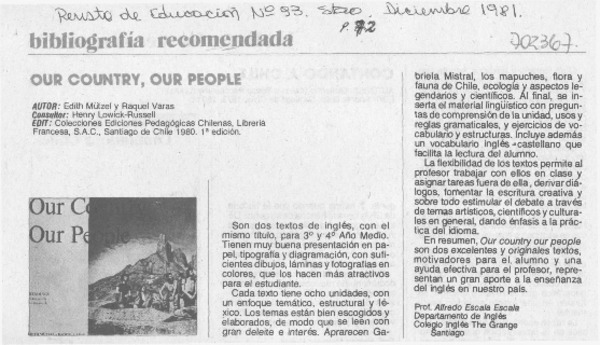 Revista de Educación Nº 93. Stgo. Diciembre 1981.
P. 72
702367.
bibliografía recomendada
OUR COUNTRY, OUR PEOPLE
AUTOR: Edith Mützel y Raquel Varas
Consultor: Henry Lowick-Russell
EDIT: Colecciones Ediciones Pedagógicas Chilenas, Librería
Francesa, S.A.C., Santiago de Chile 1980. 1ª edición.
Our Co
Our Pe
Son dos textos de inglés, con el
mismo título, para 3º y 4º Año Medio.
Tienen muy buena presentación en pa-
pel, tipografía y diagramación, con sufi-
cientes dibujos, láminas y fotografías en
colores, que los hacen más atractivos
para el estudiante.
Cada texto tiene ocho unidades, con
un enfoque temático, estructural y lé-
xico. Los temas están bien escogidos y
elaborados, de modo que se leen con
gran deleite e interés. Aparecen Ga-
briela Mistral, los mapuches, flora y
fauna de Chile, ecología y aspectos le-
gendarios y científicos. Al final, se in-
serta el material lingüístico con pregun-
tas de comprensión de la unidad, usos y
reglas gramaticales, y ejercicios de vo-
cabulario y estructuras. Incluye además
un vocabulario inglés-castellano que
facilita la lectura del alumno.
La flexibilidad de los textos permite al
profesor trabajar con ellos en clase y
asignar tareas fuera de ella, derivar diá-
logos, fomentar la escritura creativa y
sobre todo estimular el debate a través
de temas artísticos, científicos y cultura-
les en general, dando énfasis a la prác-
tica del idioma.
En resumen, Our country our people
son dos excelentes y originales textos,
motivadores para el alumno y una
ayuda efectiva para el profesor, repre-
sentan un gran aporte a la enseñanza
del inglés en nuestro país.
Prof. Alfredo Escala Escala
Departamento de Inglés
Colegio Inglés The Grange
Santiago